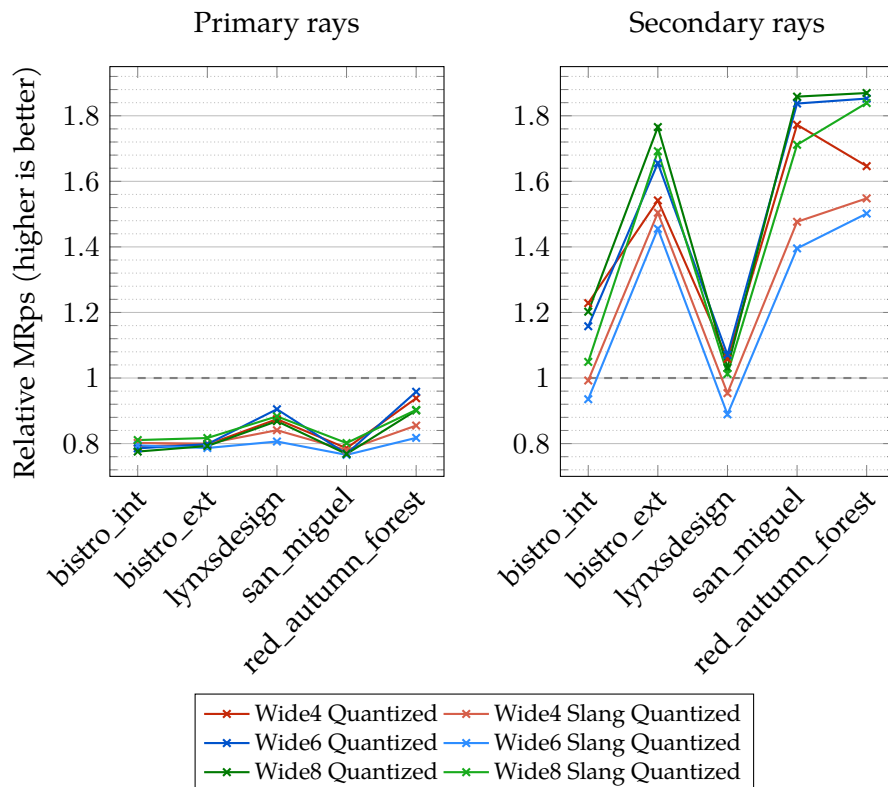 Primary rays
Secondary rays
Relative MRps (higher is better)
1.8
1.6
1.4
1.2
1
0.8
bistro_int
bistro_ext
lynxsdesign
san_miguel
red_autumn_forest
1.8
1.6
1.4
1.2
1
0.8
bistro_int
bistro_ext
lynxsdesign
san_miguel
red_autumn_forest
Wide4 Quantized
Wide4 Slang Quantized
Wide6 Quantized
Wide6 Slang Quantized
Wide8 Quantized
Wide8 Slang Quantized